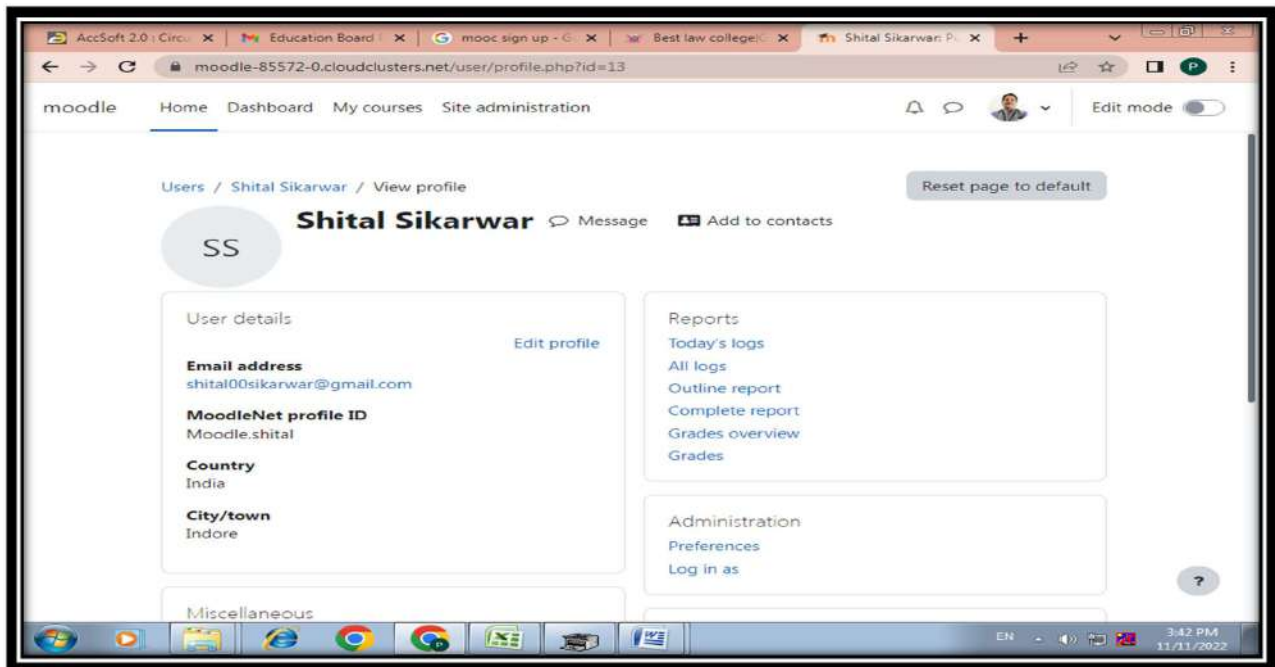 AccSoft 2.0 : Circu
Education Board
mooc sign up - G
Best law college
Shital Sikarwar: Pu
moodle-85572-0.cloudclusters.net/user/profile.php?id=13
P
moodle Home Dashboard My courses Site administration Edit mode
Users / Shital Sikarwar / View profile
Reset page to default
SS
Shital Sikarwar Message Add to contacts
User details
Edit profile
Email address
shital00sikarwar@gmail.com
MoodleNet profile ID
Moodle.shital
Country
India
City/town
Indore
Miscellaneous
Reports
Today's logs
All logs
Outline report
Complete report
Grades overview
Grades
Administration
Preferences
Log in as
?
EN
3:42 PM
11/11/2022